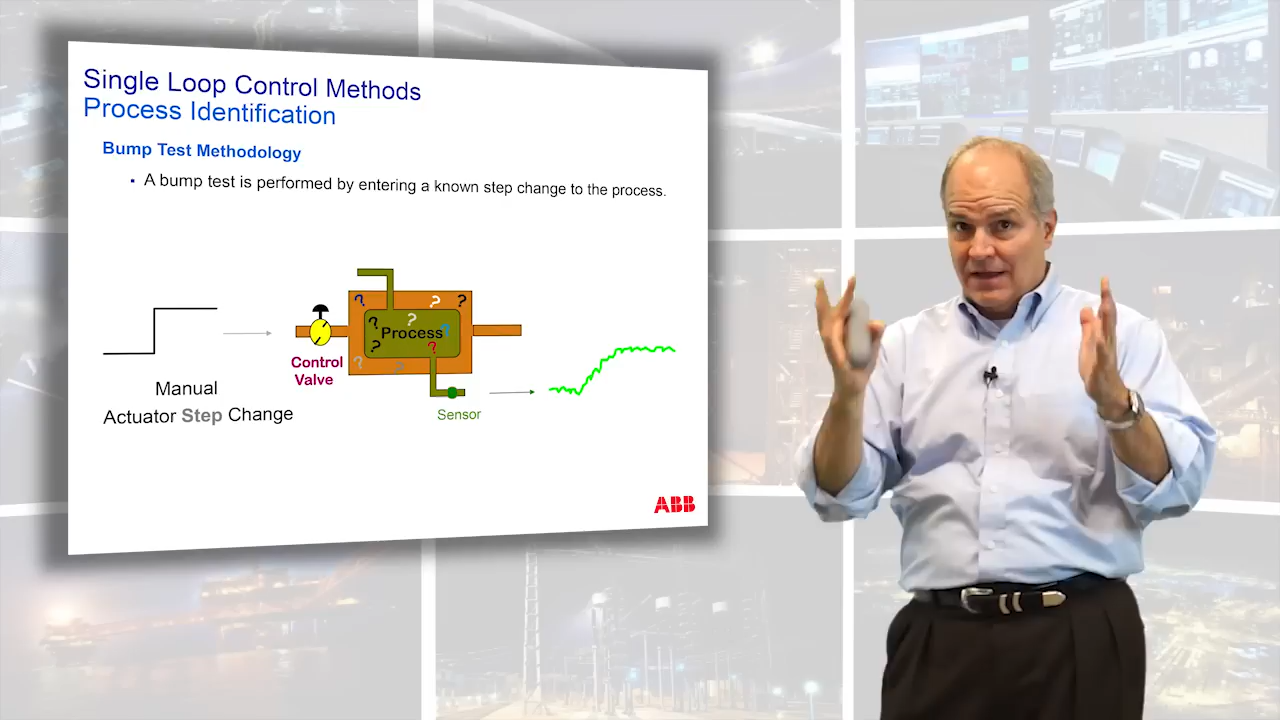 Single Loop Control Methods
Process Identification
Bump Test Methodology
▪ A bump test is performed by entering a known step change to the process.
? ? ?
? ? ?
Process
? ?
? ?
Control
Valve
Manual
Actuator Step Change
Sensor
ABB